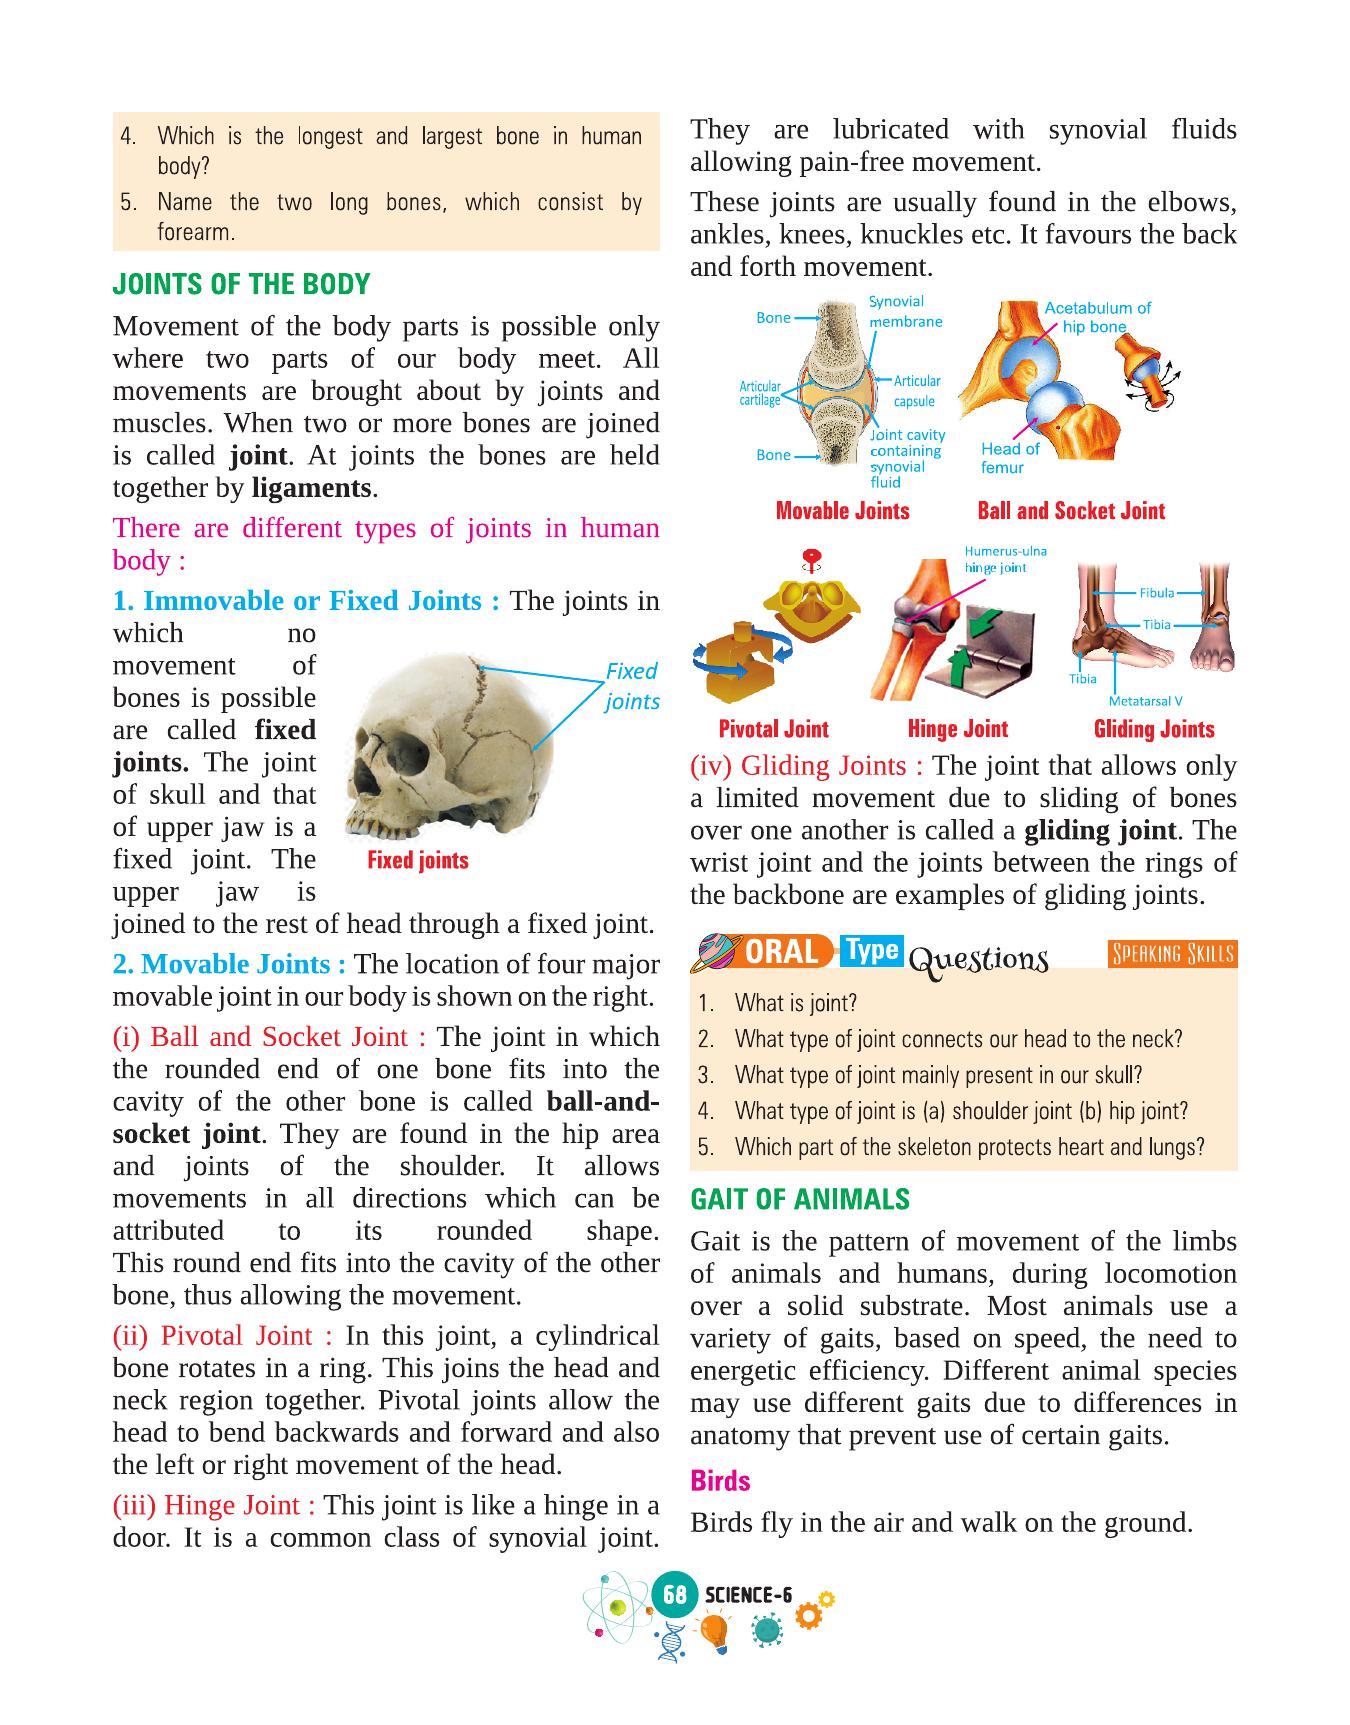 4. Which is the longest and largest bone in human
body?
5. Name the two long bones, which consist by
forearm.
JOINTS OF THE BODY
Movement of the body parts is possible only
where two parts of our body meet. All
movements are brought about by joints and
muscles. When two or more bones are joined
is called joint. At joints the bones are held
together by ligaments.
There are different types of joints in human
body :
1. Immovable or Fixed Joints : The joints in
which no
movement of
bones is possible
are called fixed
joints. The joint
of skull and that
of upper jaw is a
fixed joint. The
upper jaw is
joined to the rest of head through a fixed joint.
Fixed
joints
Fixed joints
2. Movable Joints : The location of four major
movable joint in our body is shown on the right.
(i) Ball and Socket Joint : The joint in which
the rounded end of one bone fits into the
cavity of the other bone is called ball-and-
socket joint. They are found in the hip area
and joints of the shoulder. It allows
movements in all directions which can be
attributed to its rounded shape.
This round end fits into the cavity of the other
bone, thus allowing the movement.
(ii) Pivotal Joint : In this joint, a cylindrical
bone rotates in a ring. This joins the head and
neck region together. Pivotal joints allow the
head to bend backwards and forward and also
the left or right movement of the head.
(iii) Hinge Joint : This joint is like a hinge in a
door. It is a common class of synovial joint.
They are lubricated with synovial fluids
allowing pain-free movement.
These joints are usually found in the elbows,
ankles, knees, knuckles etc. It favours the back
and forth movement.
Bone
Synovial
membrane
Articular
cartilage
Articular
capsule
Bone
Joint cavity
containing
synovial
fluid
Movable Joints
Acetabulum of
hip bone
Head of
femur
Ball and Socket Joint
Pivotal Joint
Humerus-ulna
hinge joint
Hinge Joint
Fibula
Tibia
Tibia
Metatarsal V
Gliding Joints
(iv) Gliding Joints : The joint that allows only
a limited movement due to sliding of bones
over one another is called a gliding joint. The
wrist joint and the joints between the rings of
the backbone are examples of gliding joints.
ORAL Type Questions SPEAKING SKILLS
1. What is joint?
2. What type of joint connects our head to the neck?
3. What type of joint mainly present in our skull?
4. What type of joint is (a) shoulder joint (b) hip joint?
5. Which part of the skeleton protects heart and lungs?
GAIT OF ANIMALS
Gait is the pattern of movement of the limbs
of animals and humans, during locomotion
over a solid substrate. Most animals use a
variety of gaits, based on speed, the need to
energetic efficiency. Different animal species
may use different gaits due to differences in
anatomy that prevent use of certain gaits.
Birds
Birds fly in the air and walk on the ground.
68 SCIENCE-6